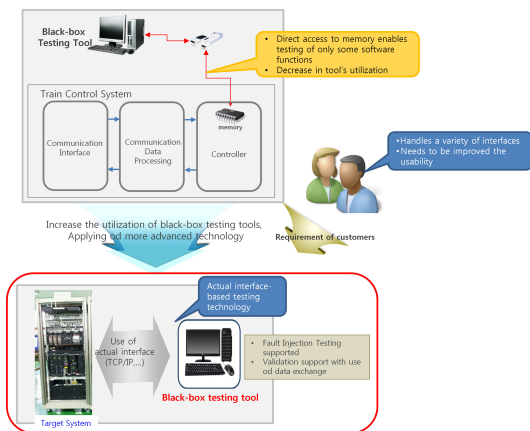 Black-box
Testing Tool
• Direct access to memory enables
testing of only some software
functions
• Decrease in tool's utilization
Train Control System
Communication
Interface
Communication
Data
Processing
memory
Controller
•Handles a variety of interfaces
•Needs to be improved the
usability
Increase the utilization of black-box testing tools,
Applying od more advanced technology
Requirement of customers
Actual interface-
based testing
technology
Use of
actual interface
(TCP/IP,...)
• Fault Injection Testing
supported
• Validation support with use
od data exchange
Black-box testing tool
Target System